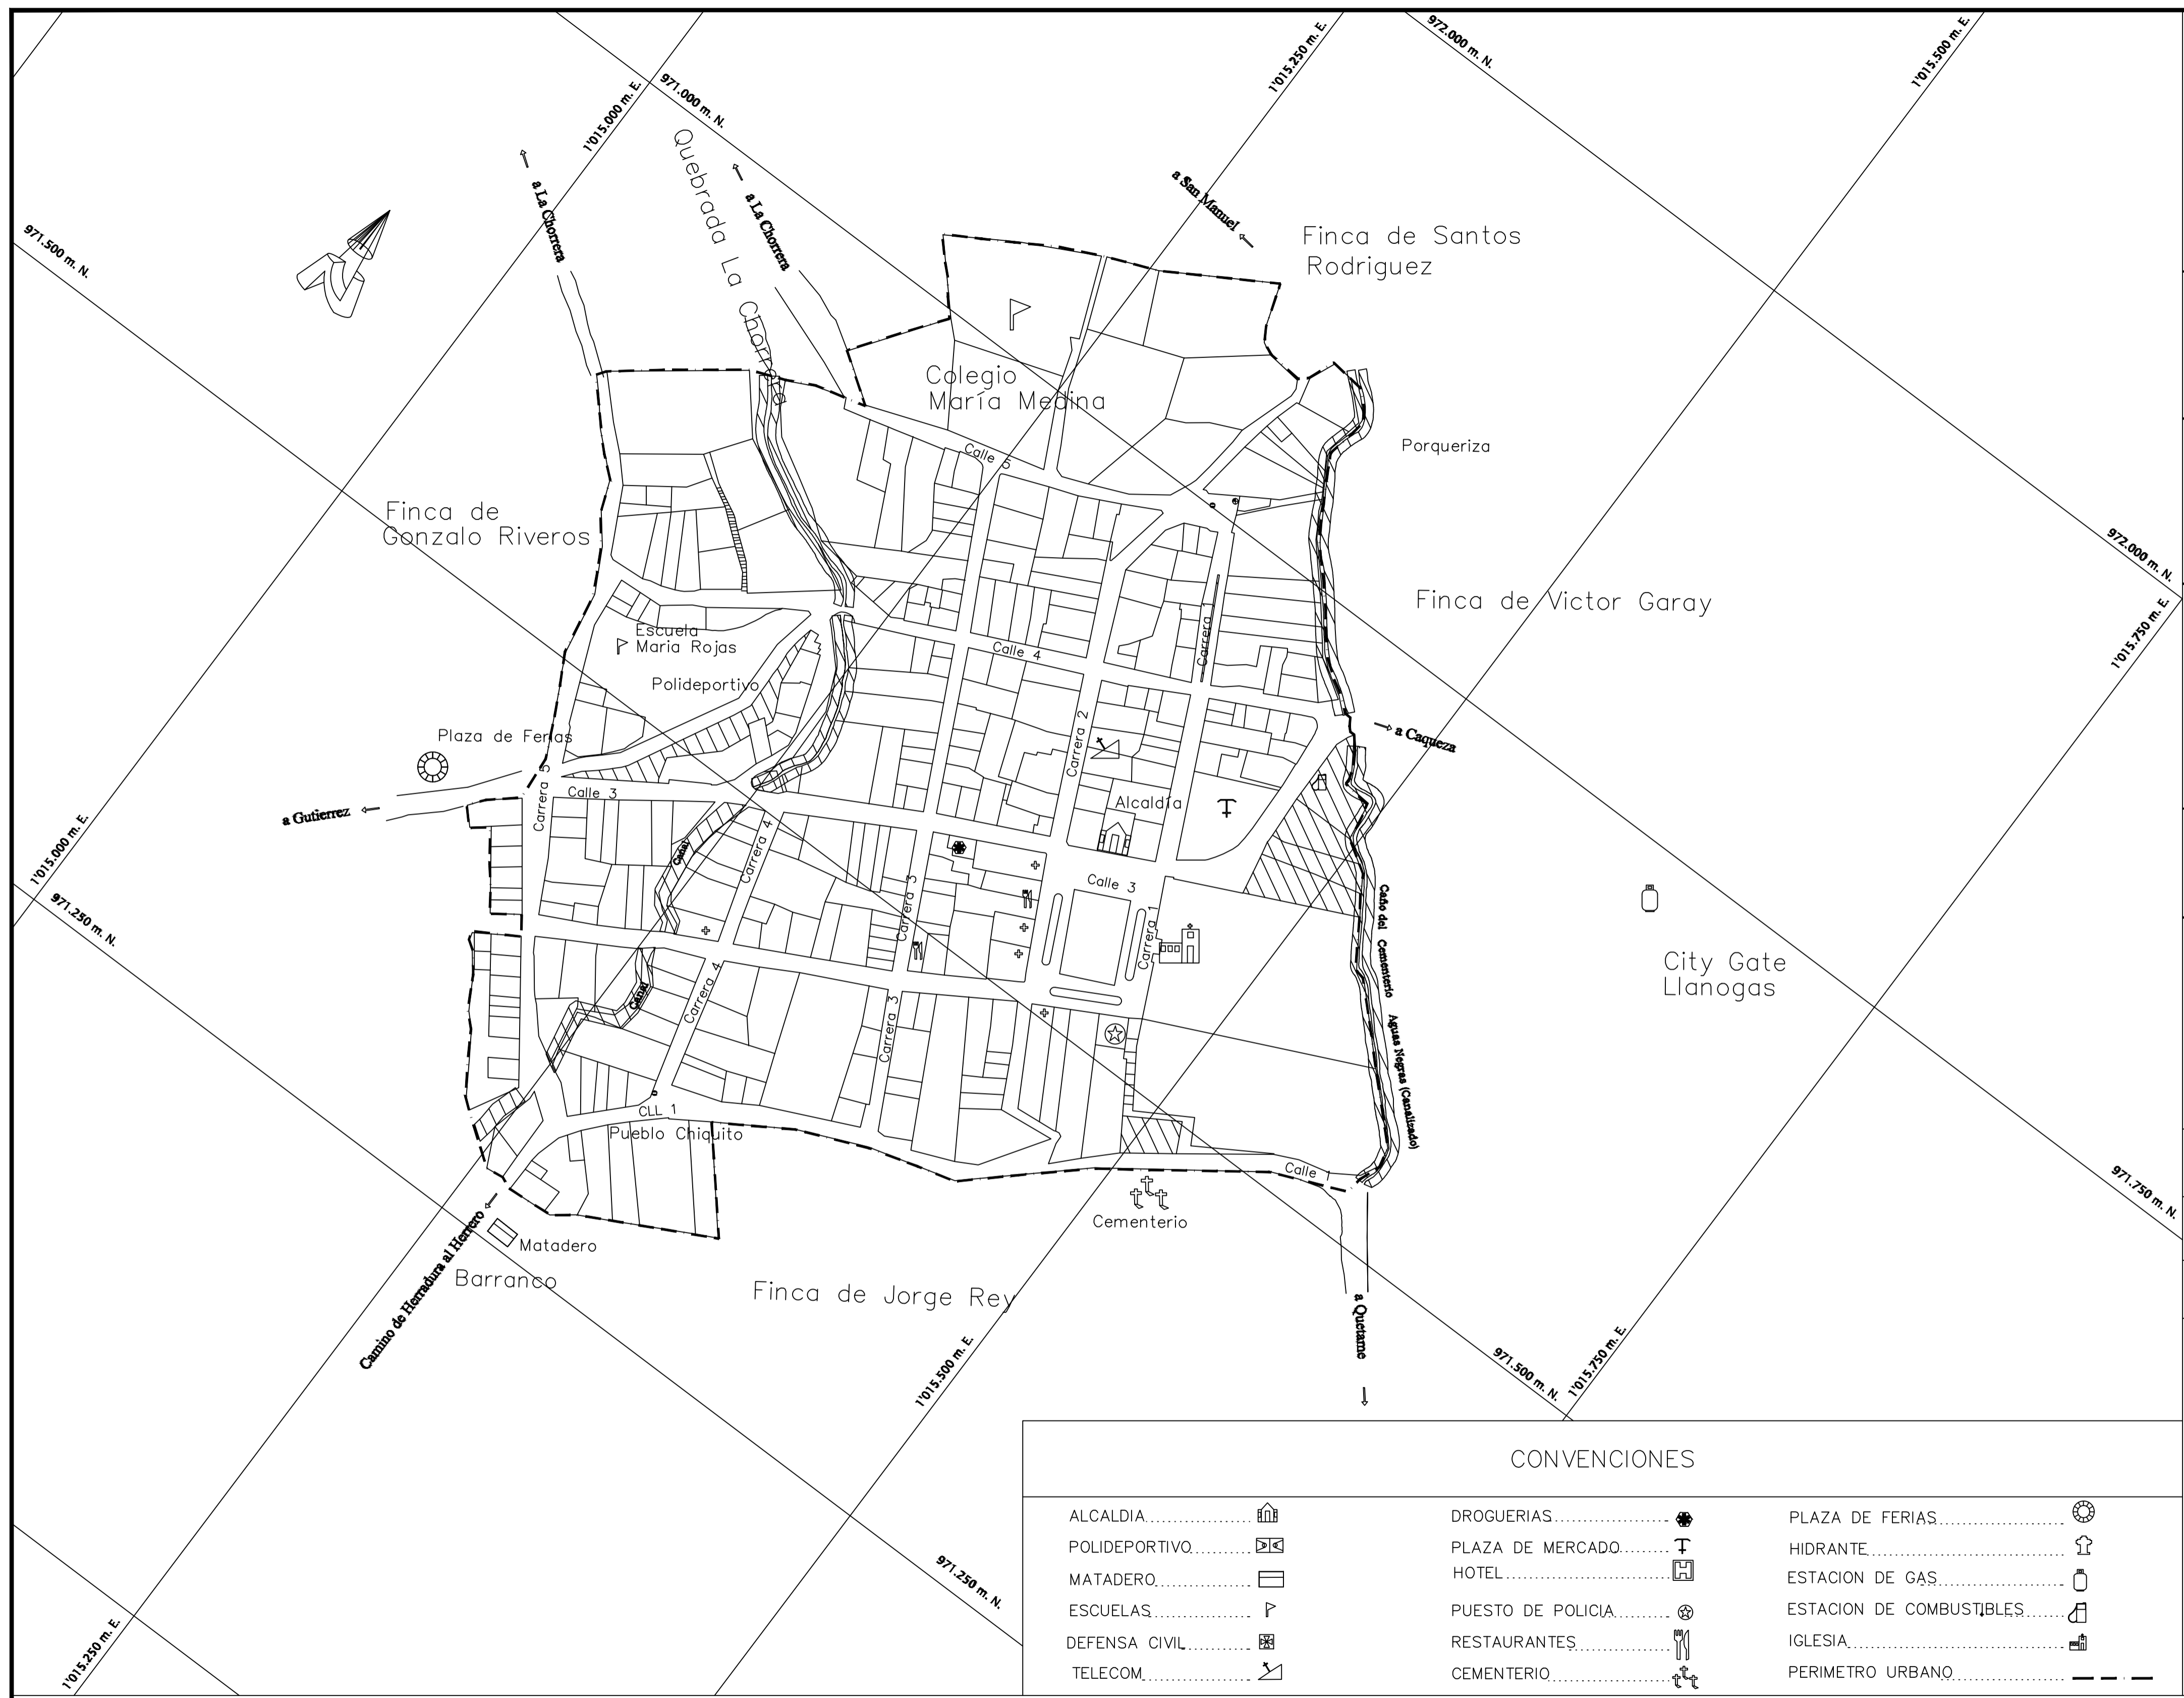 972.000 m. N.
1'015.500 m. E.
1'015.250 m. E.
971.000 m. N.
1'015.000 m. E.
Quebrada La Chorrera
a La Chorrera
a La Chorrera
a San Manuel
Finca de Santos
Rodriguez
971.500 m. N.
Colegio
María Medina
Calle 5
Porqueriza
Finca de
Gonzalo Riveros
972.000 m. N.
1'015.750 m. E.
Finca de Victor Garay
Escuela
Maria Rojas
Carrera 1
Calle 4
Polideportivo
Carrera 2
Plaza de Ferias
a Caqueza
Carrera 5
Calle 3
Alcaldía
a Gutierrez
1'015.000 m. E.
Canal
Carrera 4
Calle 3
Carrera 3
Carrera 1
971.250 m. N.
Caño del Cementerio Aguas Negras (Canalizado)
City Gate
Llanogas
Canal
Carrera 4
Carrera 3
CLL 1
Pueblo Chiquito
Calle 1
971.750 m. N.
Cementerio
Camino de Herradura al Herrero
Matadero
Barranco
Finca de Jorge Rey
a Quetame
1'015.500 m. E.
971.500 m. N.
1'015.750 m. E.
971.250 m. N.
1'015.250 m. E.
CONVENCIONES
ALCALDIA
POLIDEPORTIVO
MATADERO
ESCUELAS
DEFENSA CIVIL
TELECOM
DROGUERIAS
PLAZA DE MERCADO
HOTEL
PUESTO DE POLICIA
RESTAURANTES
CEMENTERIO
PLAZA DE FERIAS
HIDRANTE
ESTACION DE GAS
ESTACION DE COMBUSTIBLES
IGLESIA
PERIMETRO URBANO